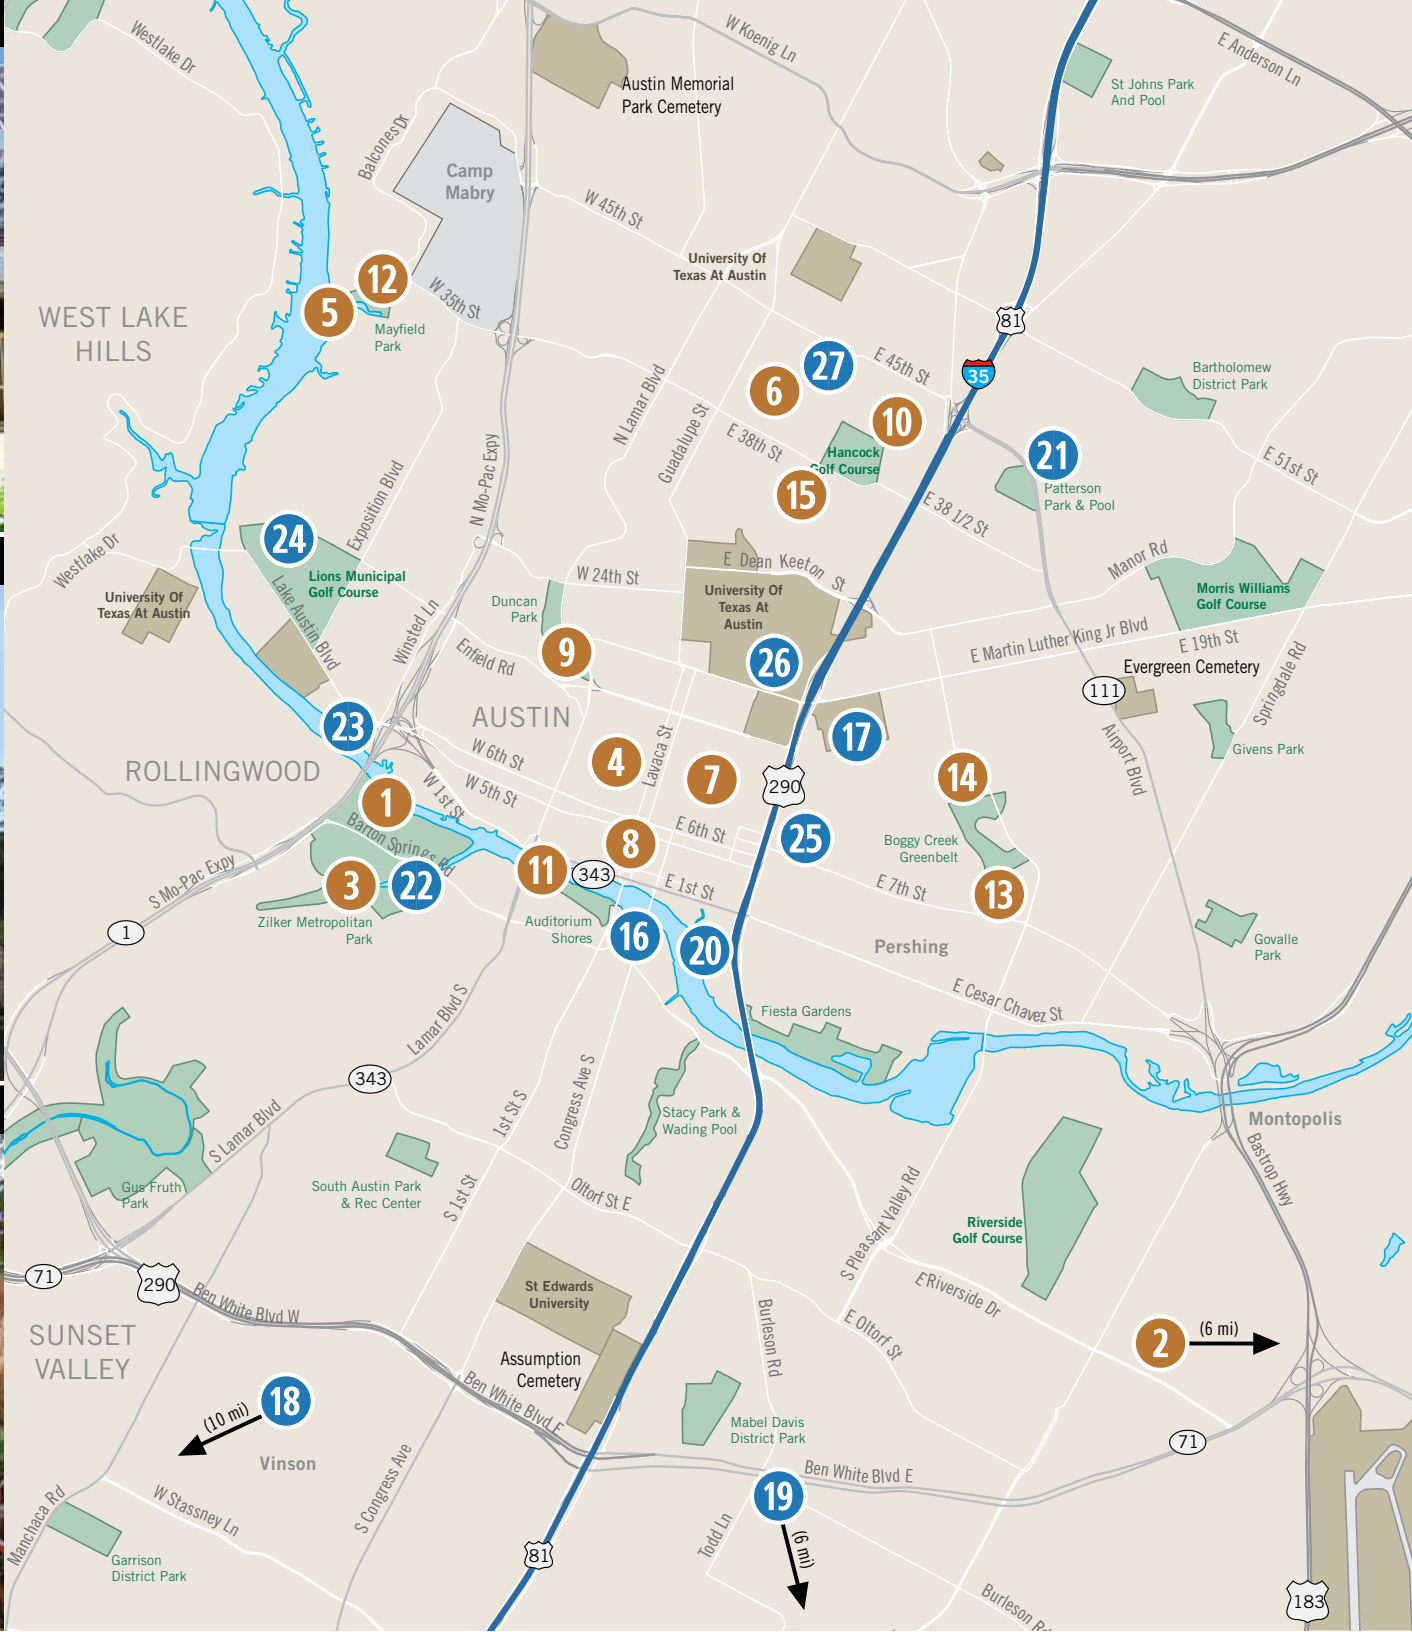 Westlake Dr
W Koenig Ln
E Anderson Ln
Austin Memorial
Park Cemetery
St Johns Park
And Pool
Balcones Dr
Camp
Mabry
W 45th St
University Of
Texas At Austin
12
5
W 35th St
WEST LAKE
HILLS
Mayfield
Park
81
35
27
6
E 45th St
Bartholomew
District Park
N Lamar Blvd
Guadalupe St
10
E 38th St
Hancock
Golf Course
21
E 51st St
N Mo-Pac Expy
Exposition Blvd
15
Patterson
Park & Pool
E 38 1/2 St
24
Westlake Dr
Manor Rd
E Dean Keeton St
W 24th St
Lions Municipal
Golf Course
Lake Austin Blvd
University Of
Texas At Austin
Duncan
Park
University Of
Texas At
Austin
Morris Williams
Golf Course
Winsted Ln
Enfield Rd
9
26
E Martin Luther King Jr Blvd
E 19th St
Evergreen Cemetery
111
Springdale Rd
AUSTIN
23
17
ROLLINGWOOD
W 6th St
4
Lavaca St
7
290
14
Airport Blvd
Givens Park
W 1st St
W 5th St
1
Barton Springs Rd
8
E 6th St
25
Boggy Creek
Greenbelt
S Mo-Pac Expy
3
22
11
343
E 1st St
E 7th St
13
Zilker Metropolitan
Park
1
Auditorium
Shores
16
20
Pershing
Govalle
Park
E Cesar Chavez St
Fiesta Gardens
Lamar Blvd S
343
1st St S
Congress Ave S
Stacy Park &
Wading Pool
Montopolis
S Lamar Blvd
Bastrop Hwy
Gus Fruth
Park
South Austin Park
& Rec Center
S 1st St
Oltorf St E
S Pleasant Valley Rd
Riverside
Golf Course
71
290
Ben White Blvd W
St Edwards
University
Burleson Rd
E Riverside Dr
E Oltorf St
2
(6 mi)
SUNSET
VALLEY
Assumption
Cemetery
18
(10 mi)
Ben White Blvd E
Mabel Davis
District Park
71
Vinson
Ben White Blvd E
19
(6 mi)
Manchaca Rd
W Stassney Ln
S Congress Ave
Todd Ln
81
Garrison
District Park
Burleson Rd
183